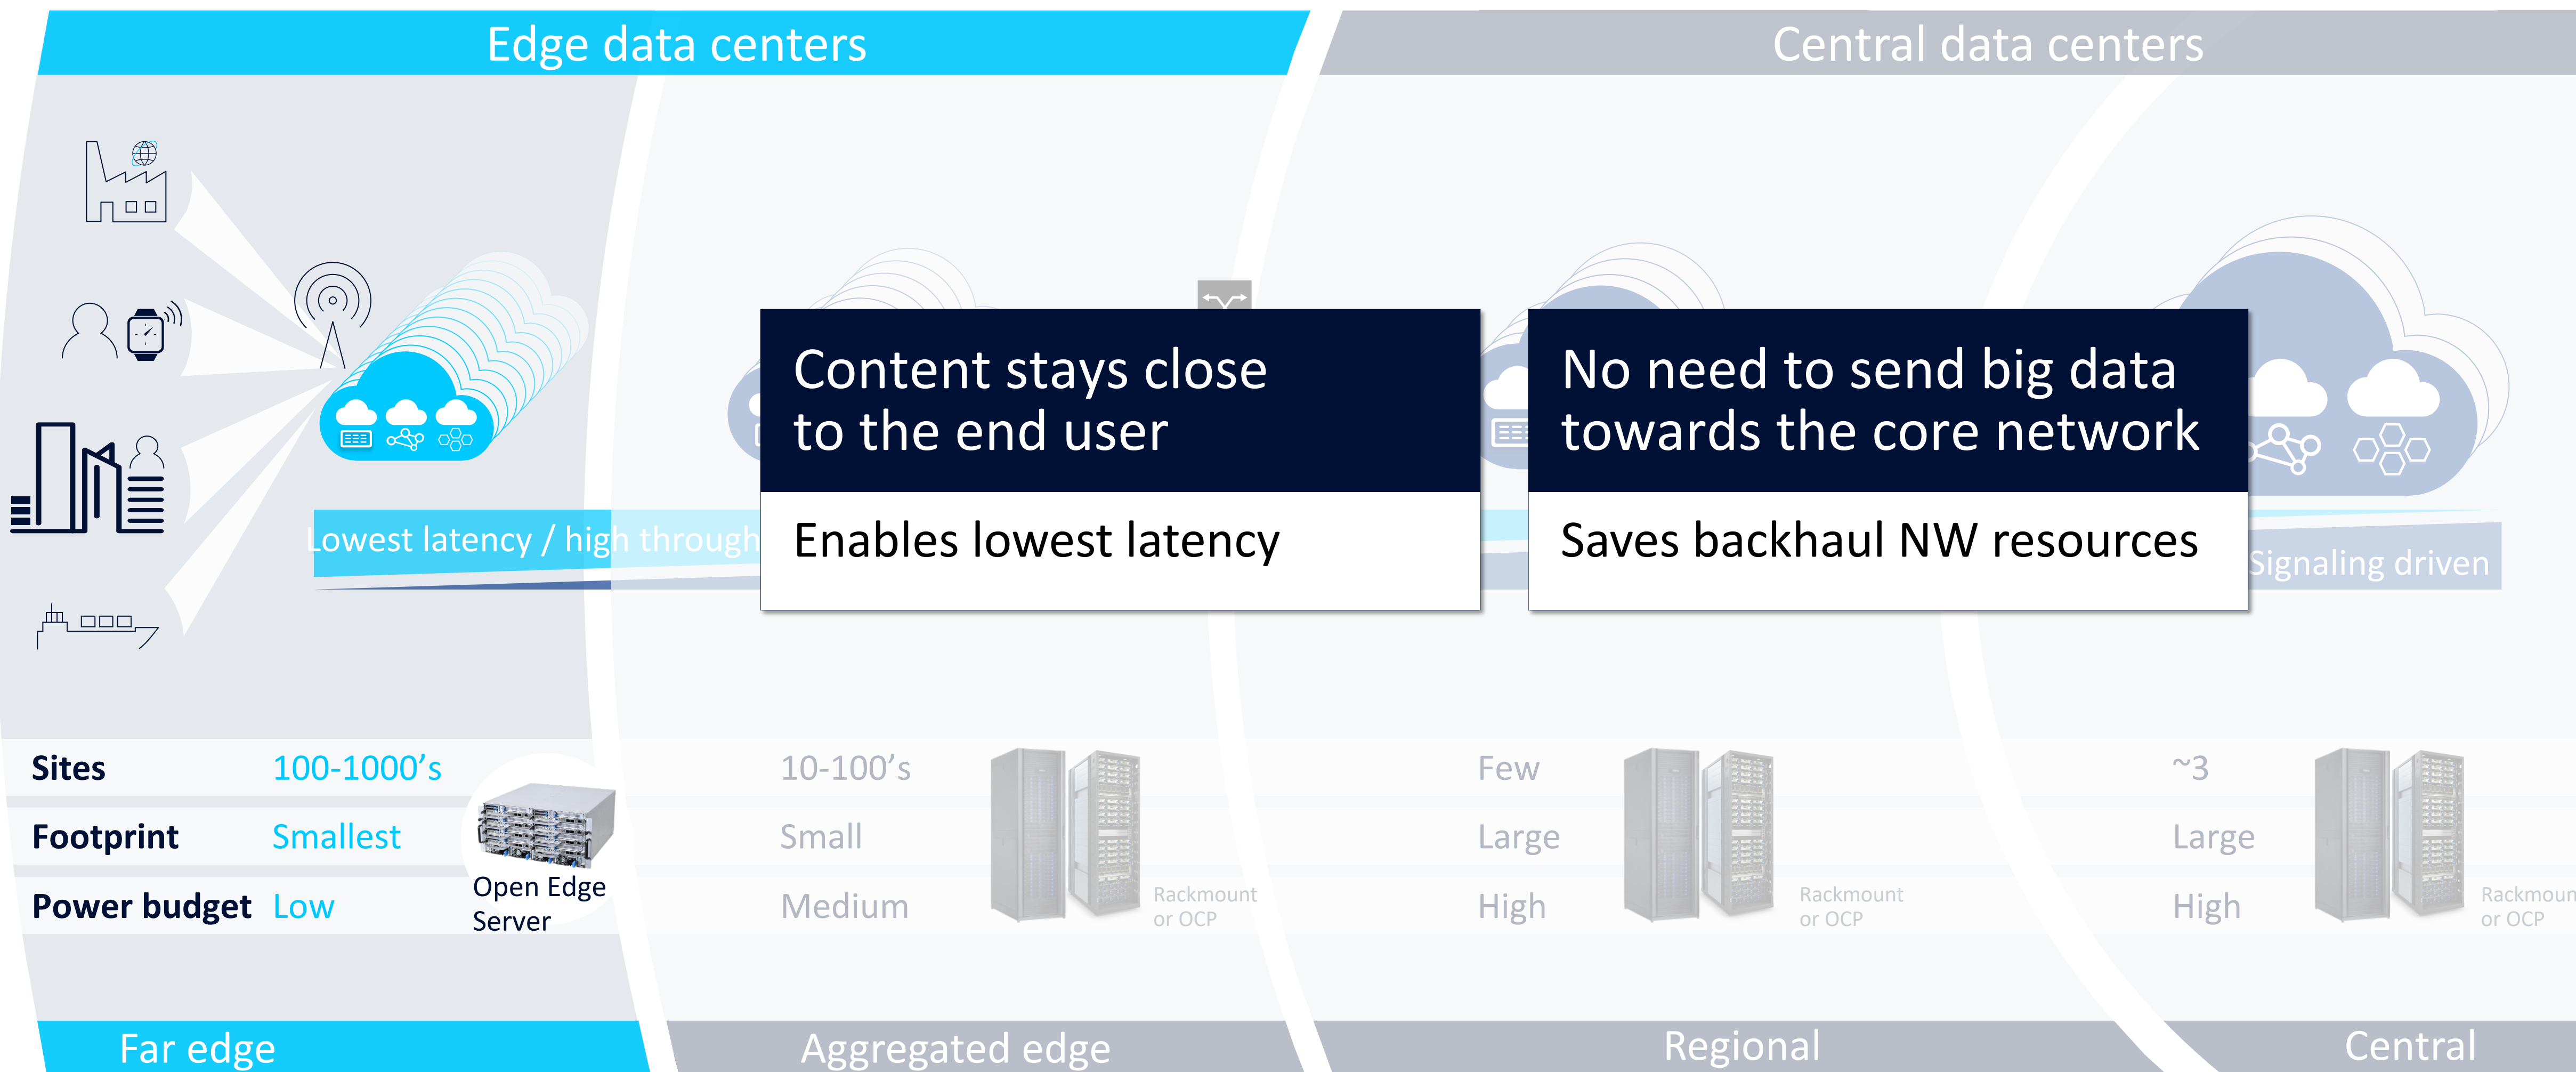 Edge data centers
Central data centers
Content stays close
to the end user
Enables lowest latency
No need to send big data
towards the core network
Saves backhaul NW resources
Lowest latency / high through
Signaling driven
Sites 100-1000’s 10-100’s Few ~3
Footprint Smallest Small Large Large
Power budget Low Medium High High
Open Edge
Server
Rackmount
or OCP
Rackmount
or OCP
Rackmoun
or OCP
Far edge
Aggregated edge
Regional
Central